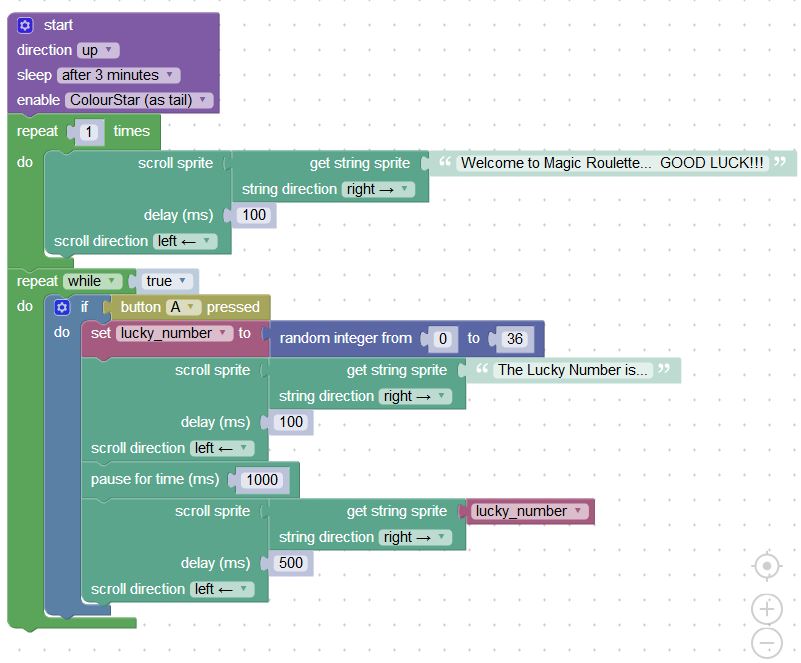 start
direction up
sleep after 3 minutes
enable ColourStar (as tail)
repeat 1 times
do scroll sprite get string sprite “ Welcome to Magic Roulette... GOOD LUCK!!! ”
string direction right →
delay (ms) 100
scroll direction left ←
repeat while true
do if button A pressed
do set lucky_number to random integer from 0 to 36
scroll sprite get string sprite “ The Lucky Number is... ”
string direction right →
delay (ms) 100
scroll direction left ←
pause for time (ms) 1000
scroll sprite get string sprite lucky_number
string direction right →
delay (ms) 500
scroll direction left ←